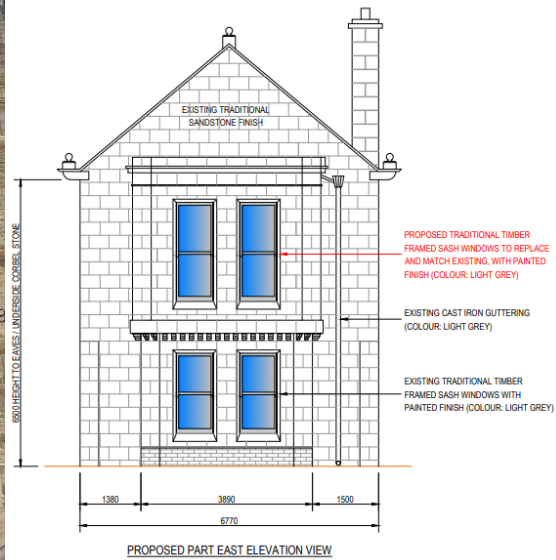 EXISTING TRADITIONAL
SANDSTONE FINISH
PROPOSED TRADITIONAL TIMBER
FRAMED SASH WINDOWS TO REPLACE
AND MATCH EXISTING, WITH PAINTED
FINISH (COLOUR: LIGHT GREY)
EXISTING CAST IRON GUTTERING
(COLOUR: LIGHT GREY)
EXISTING TRADITIONAL TIMBER
FRAMED SASH WINDOWS WITH
PAINTED FINISH (COLOUR: LIGHT GREY)
6500 HEIGHT TO EAVES / UNDERSIDE CORBEL STONE
1380 3890 1500
6770
PROPOSED PART EAST ELEVATION VIEW